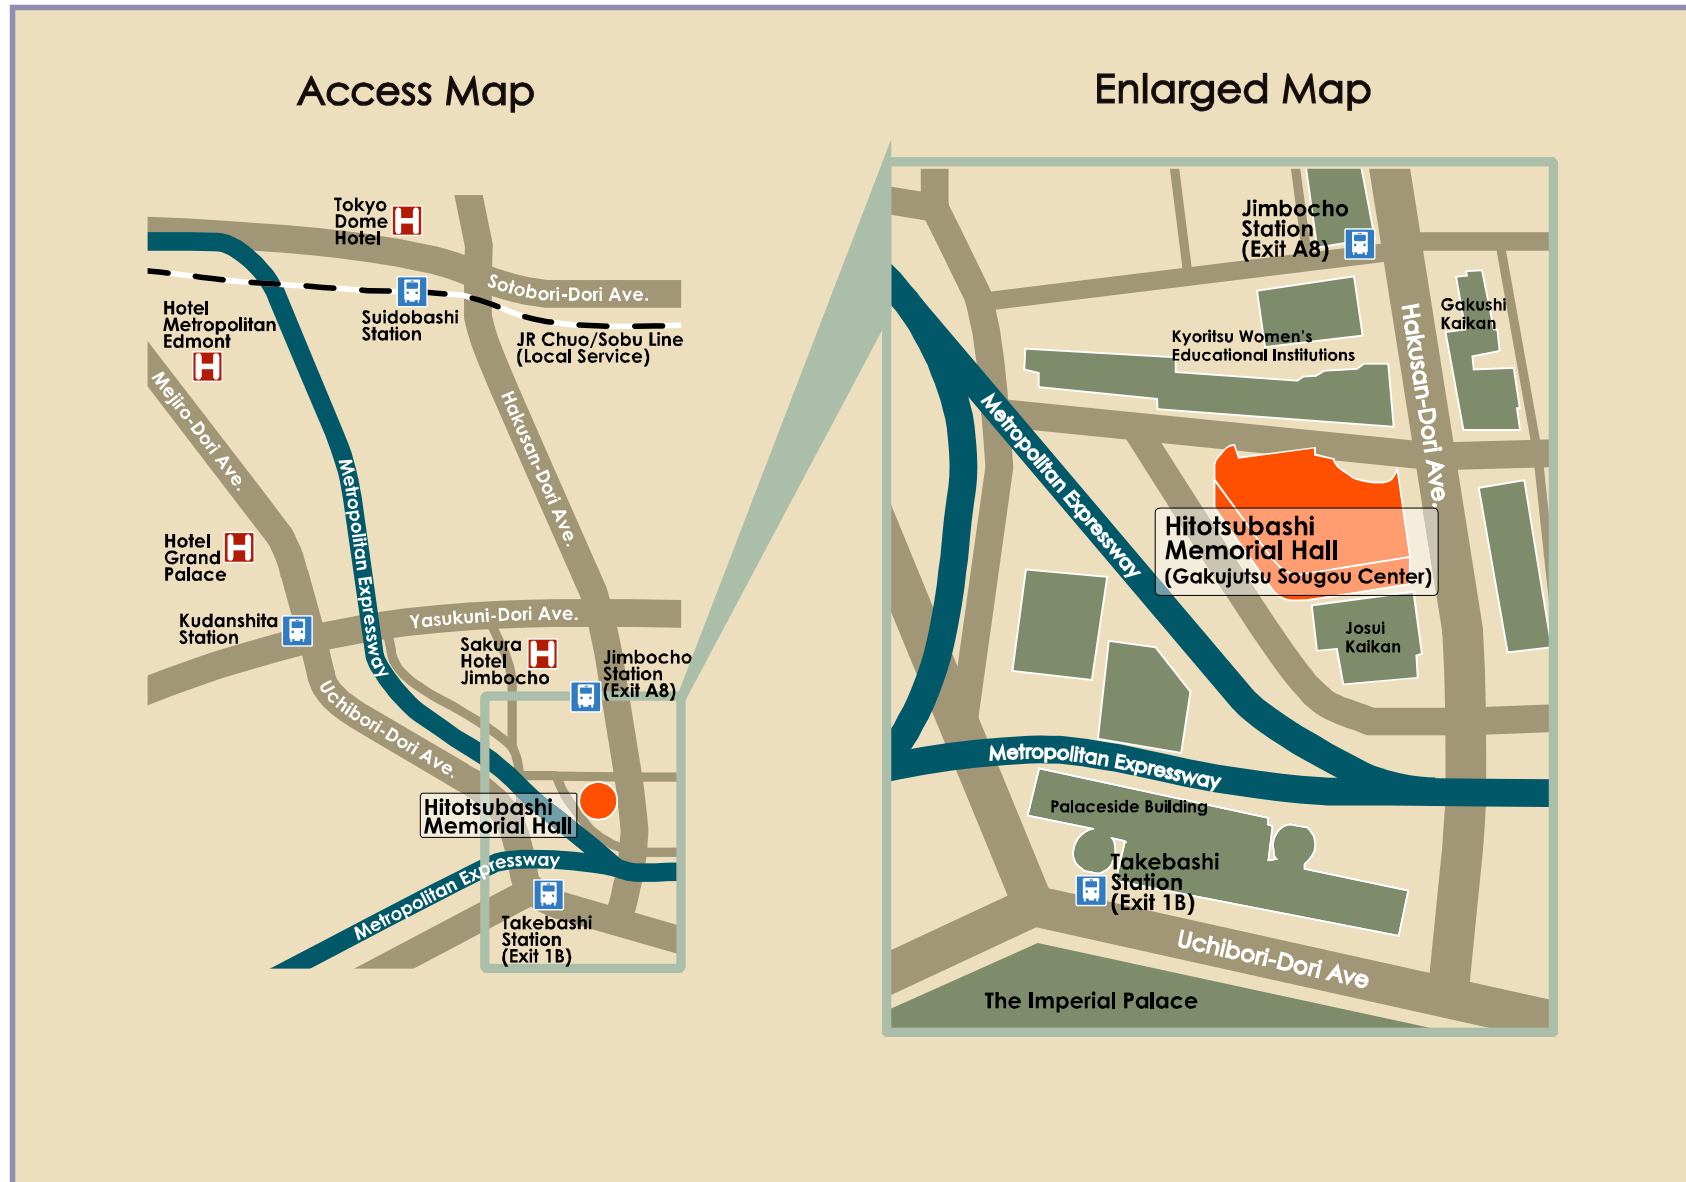 Access Map
Tokyo
Dome
Hotel
Sotobori-Dori Ave.
Suidobashi
Station
JR Chuo/Sobu Line
(Local Service)
Hotel
Metropolitan
Edmont
Mejiro-Dori Ave.
Hakusan-Dori Ave.
Metropolitan Expressway
Hotel
Grand
Palace
Kudanshita
Station
Yasukuni-Dori Ave.
Sakura
Hotel
Jimbocho
Jimbocho
Station
(Exit A8)
Uchibori-Dori Ave.
Hitotsubashi
Memorial Hall
Metropolitan Expressway
Takebashi
Station
(Exit 1B)
Enlarged Map
Jimbocho
Station
(Exit A8)
Gakushi
Kaikan
Kyoritsu Women's
Educational Institutions
Hakusan-Dori Ave.
Metropolitan Expressway
Hitotsubashi
Memorial Hall
(Gakujutsu Sougou Center)
Josui
Kaikan
Metropolitan Expressway
Palaceside Building
Takebashi
Station
(Exit 1B)
Uchibori-Dori Ave
The Imperial Palace